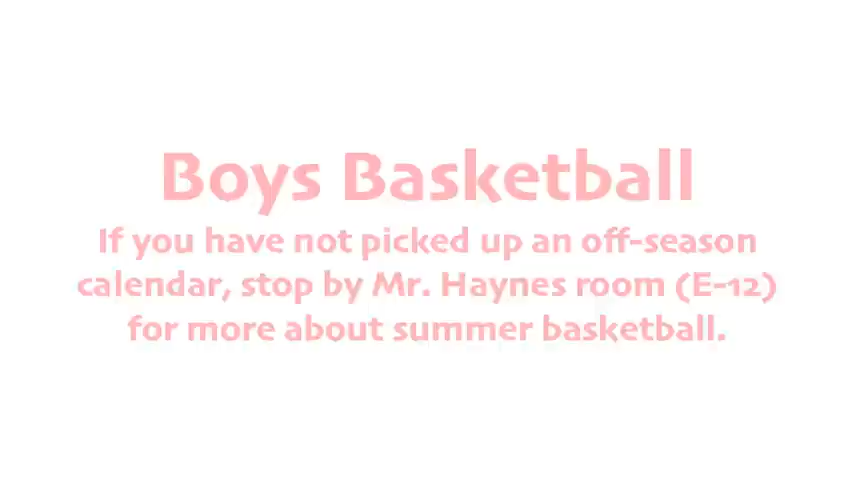 Boys Basketball
If you have not picked up an off-season
calendar, stop by Mr. Haynes room (E-12)
for more about summer basketball.